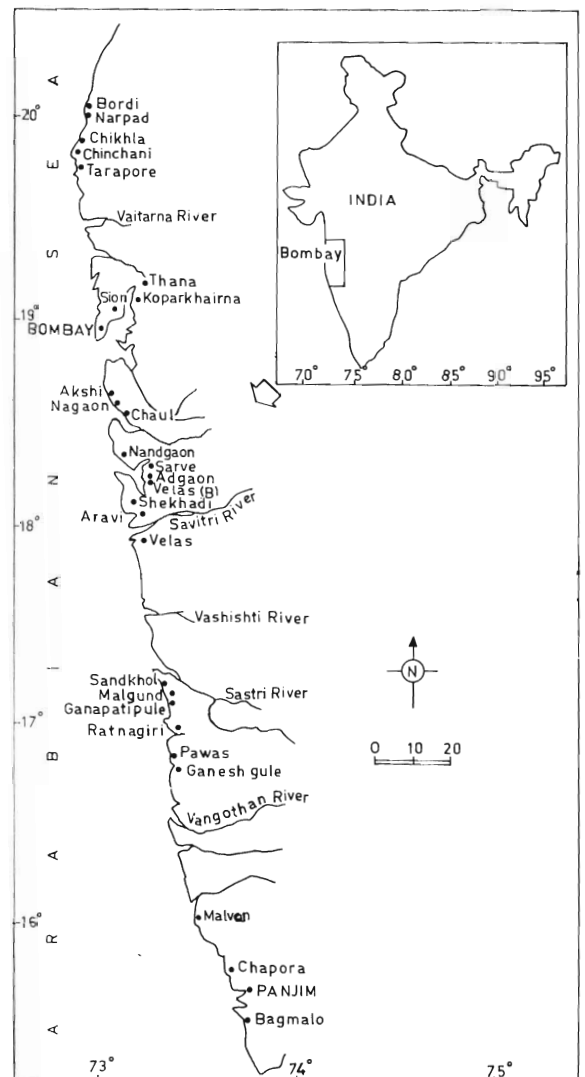 -20°
Bordi
Narpad
Chikhla
Chinchani
Tarapore
Vaitarna River
Thana
Sion
Koparkhairna
-19°
BOMBAY
Akshi
Nagaon
Chaul
Nandgaon
Sarve
Adgaon
Velas (B)
Shekhadi
Aravi
Savitri River
-18°
Velas
Vashishti River
Sandkhol
Malgund
Ganapatipule
Sastri River
-17°
Ratnagiri
Pawas
Ganesh gule
Vangothan River
-16°
Malvan
Chapora
PANJIM
Bagmalo
73°
74°
75°
ARABIAN SEA
INDIA
Bombay
70° 75° 80° 85° 90° 95°
N
0 10 20